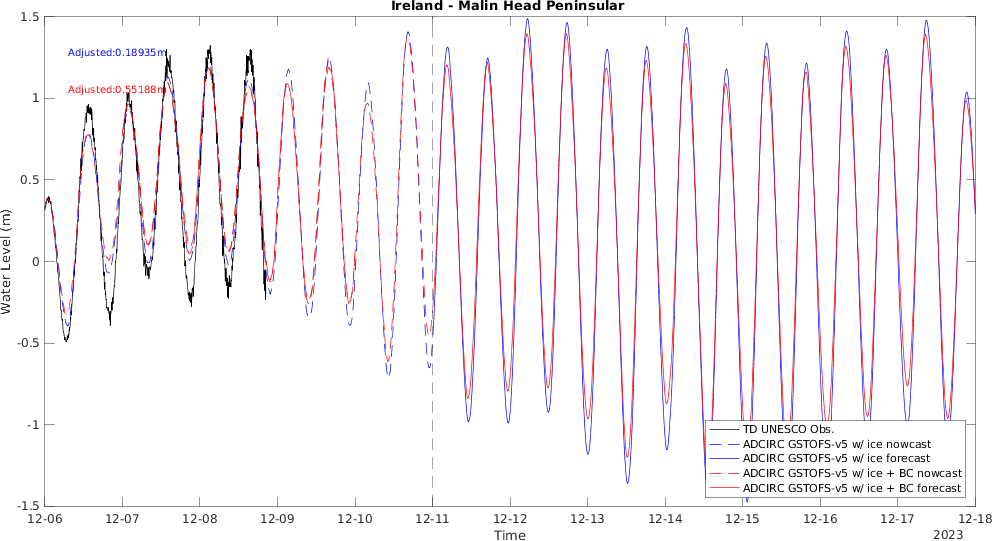 Ireland - Malin Head Peninsular
Adjusted:0.18935m
Adjusted:0.55188m
Water Level (m)
1.5
1
0.5
0
-0.5
-1
-1.5
TD UNESCO Obs.
ADCIRC GSTOFS-v5 w/ ice nowcast
ADCIRC GSTOFS-v5 w/ ice forecast
ADCIRC GSTOFS-v5 w/ ice + BC nowcast
ADCIRC GSTOFS-v5 w/ ice + BC forecast
12-06 12-07 12-08 12-09 12-10 12-11 12-12 12-13 12-14 12-15 12-16 12-17 12-18
Time
2023